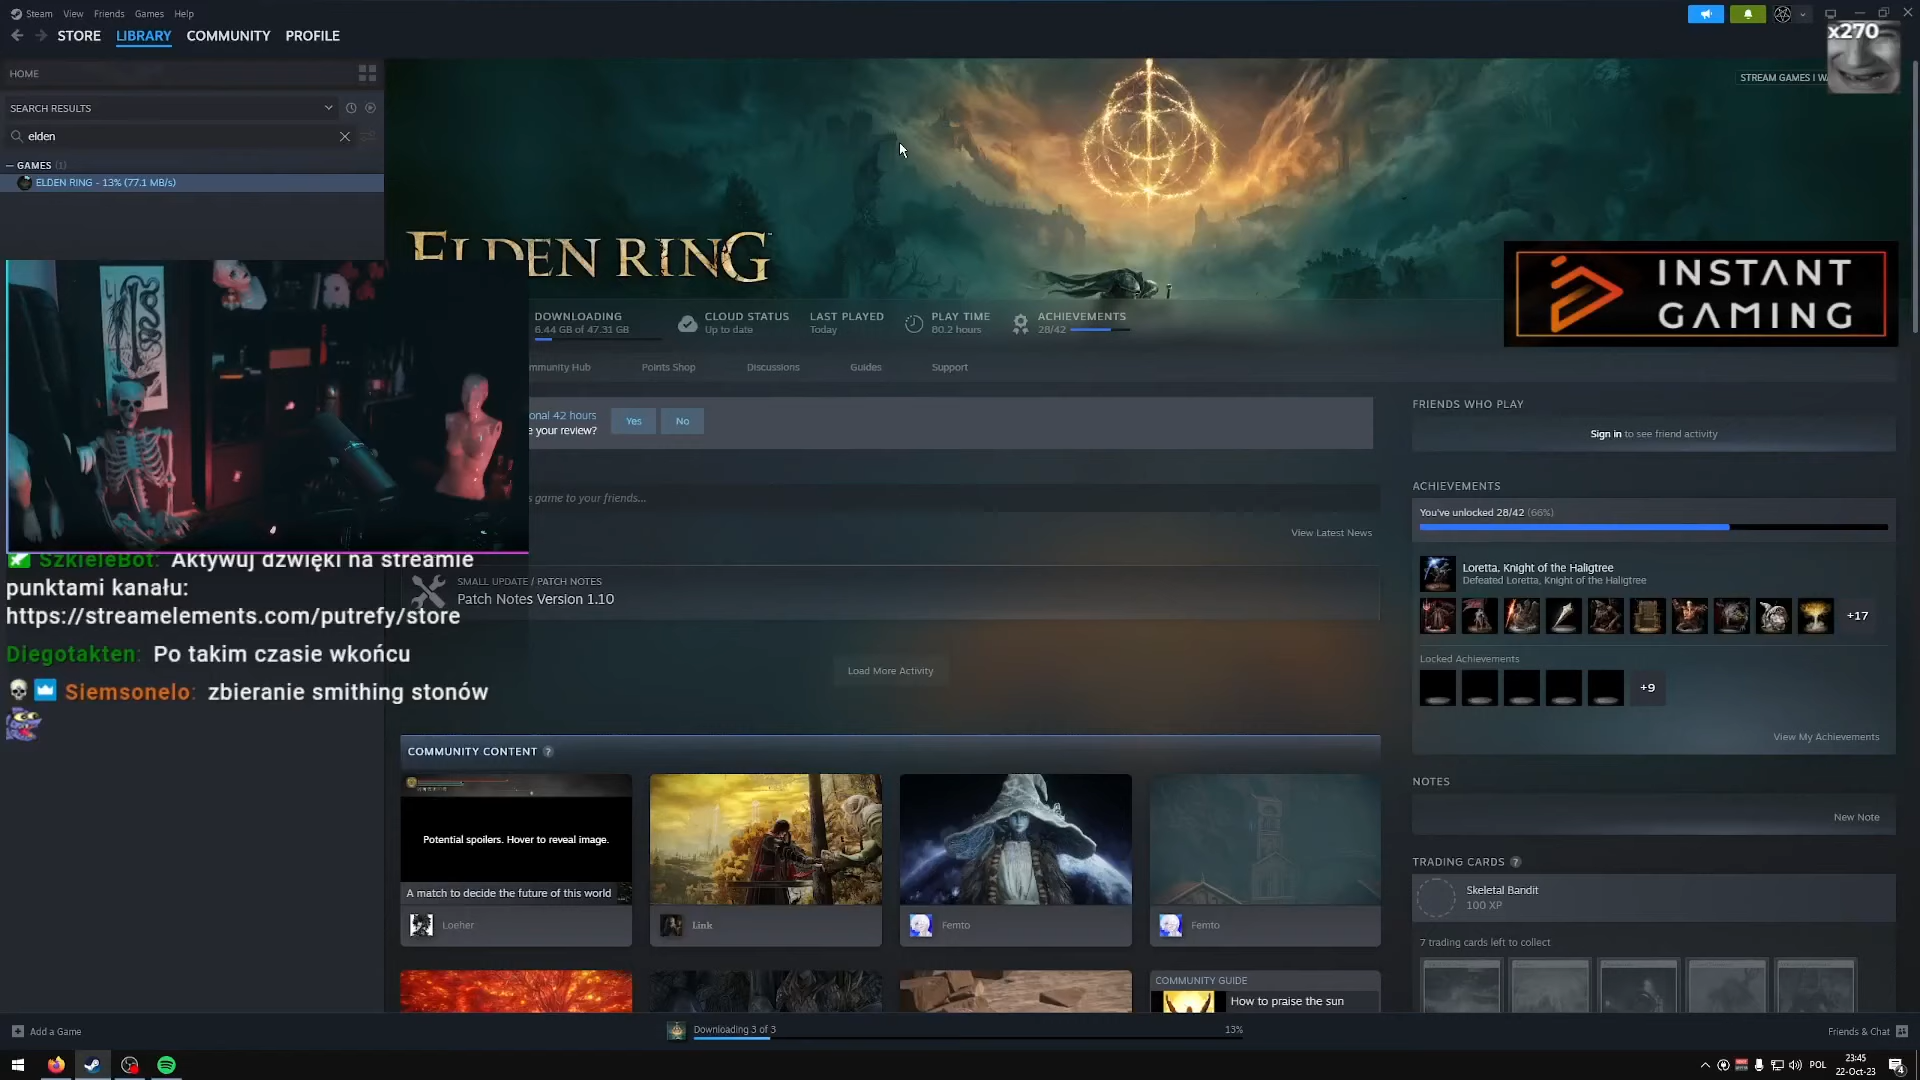 Steam View Friends Games Help
STORE LIBRARY COMMUNITY PROFILE
x270
HOME
SEARCH RESULTS
elden
GAMES (1)
ELDEN RING - 13% (77.1 MB/s)
STREAM GAMES I
ELDEN RING
INSTANT
GAMING
DOWNLOADING
6.44 GB of 47.31 GB
CLOUD STATUS
Up to date
LAST PLAYED
Today
PLAY TIME
80.2 hours
ACHIEVEMENTS
28/42
mmunity Hub Points Shop Discussions Guides Support
onal 42 hours
e your review?
Yes No
s game to your friends...
View Latest News
SMALL UPDATE / PATCH NOTES
Patch Notes Version 1.10
Load More Activity
SzkieleBot: Aktywuj dzwięki na streamie
punktami kanału:
https://streamelements.com/putrefy/store
Diegotakten: Po takim czasie wkońcu
Siemsonelo: zbieranie smithing stonów
COMMUNITY CONTENT ?
Potential spoilers. Hover to reveal image.
A match to decide the future of this world
Loeher
Link
Femto
Femto
COMMUNITY GUIDE
How to praise the sun
FRIENDS WHO PLAY
Sign in to see friend activity
ACHIEVEMENTS
You've unlocked 28/42 (66%)
Loretta, Knight of the Haligtree
Defeated Loretta, Knight of the Haligtree
+17
Locked Achievements
+9
View My Achievements
NOTES
New Note
TRADING CARDS ?
Skeletal Bandit
100 XP
7 trading cards left to collect
Add a Game
Downloading 3 of 3
13%
Friends & Chat
POL
23:45
22-Oct-23
4